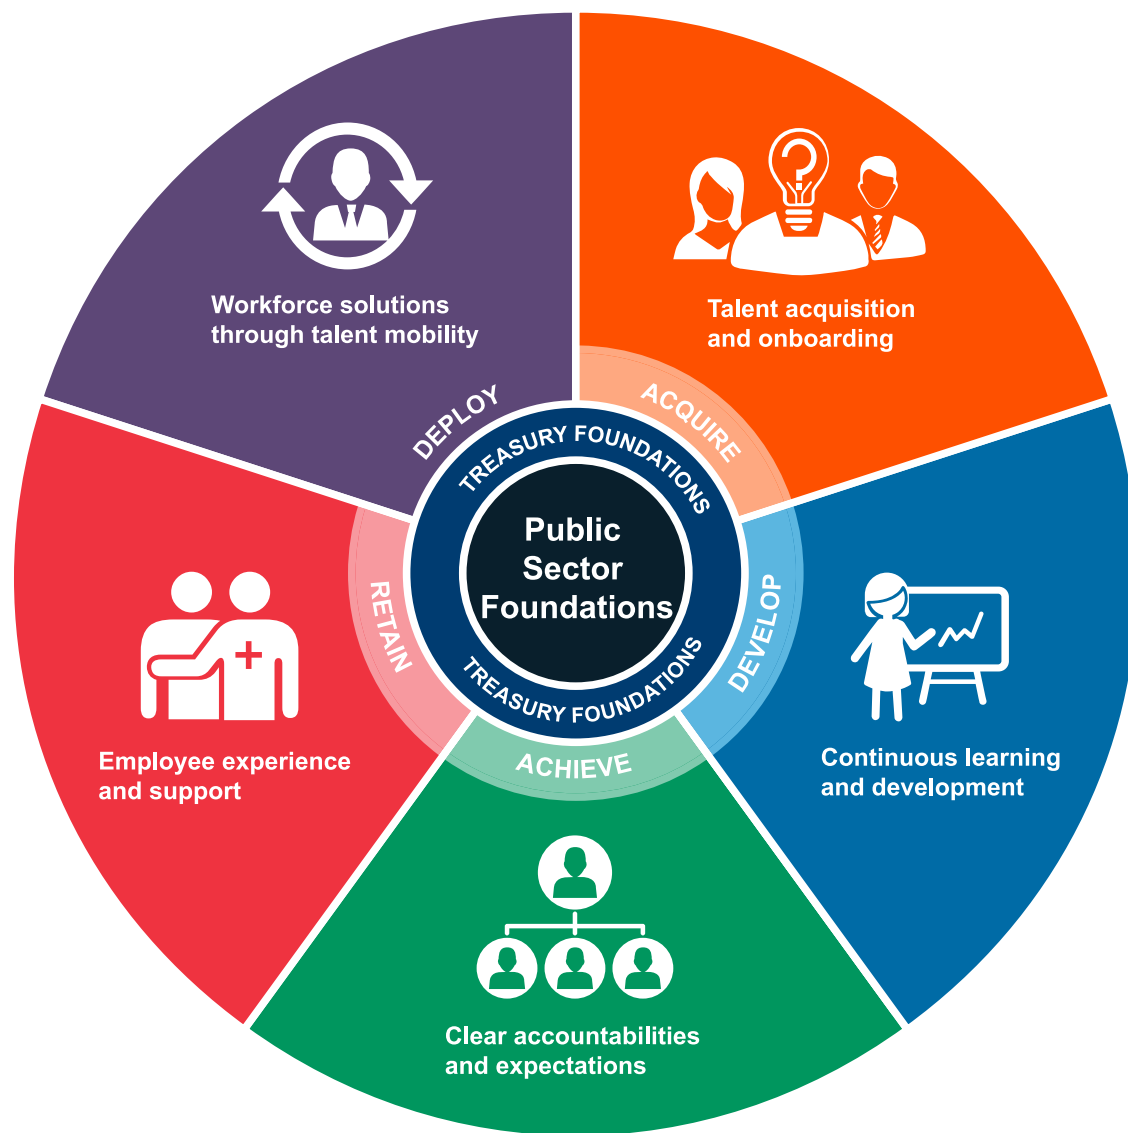 Workforce solutions
through talent mobility
Talent acquisition
and onboarding
DEPLOY
ACQUIRE
TREASURY FOUNDATIONS
Public
Sector
Foundations
TREASURY FOUNDATIONS
RETAIN
DEVELOP
ACHIEVE
Employee experience
and support
Continuous learning
and development
Clear accountabilities
and expectations